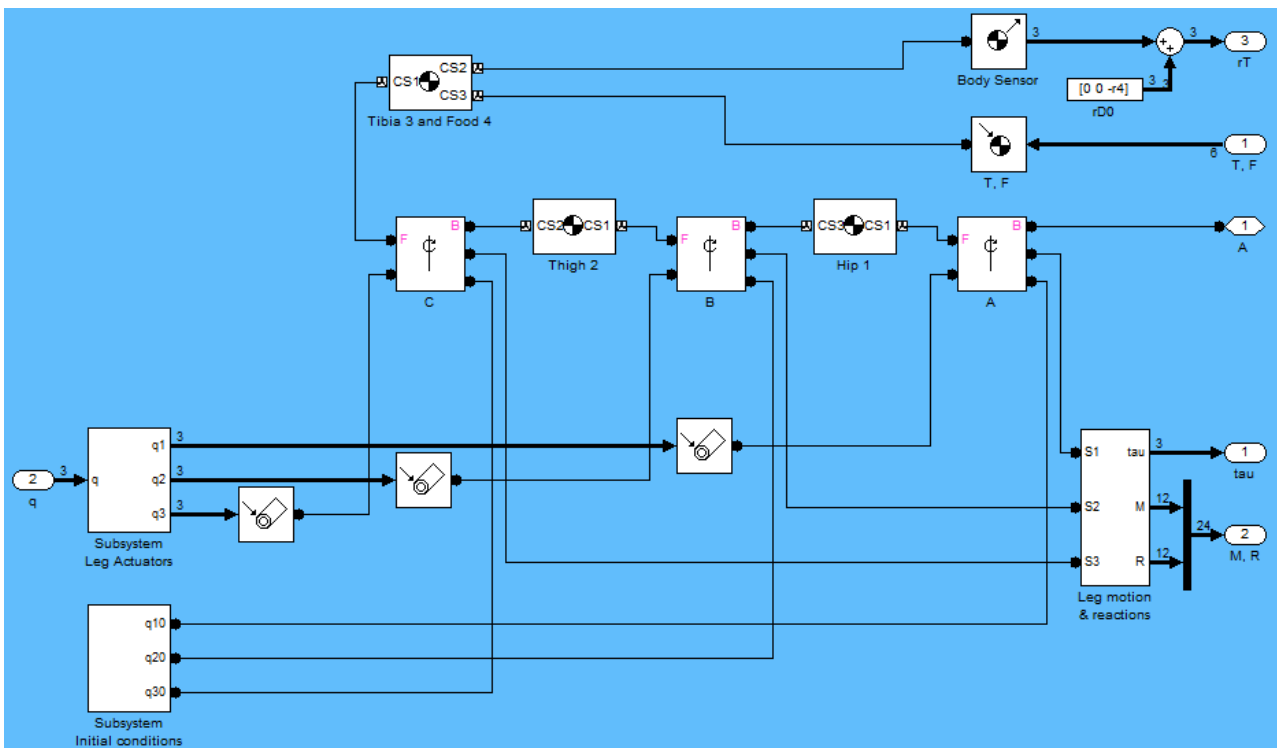 3
3
3
rT
Body Sensor
CS1
CS2
CS3
Tibia 3 and Food 4
[0 0 -r4]
3
3
rD0
1
6
T, F
T, F
F
B
C
CS2
CS1
Thigh 2
F
B
B
CS3
CS1
Hip 1
F
B
A
1
A
2
q
3
q
q1
3
q2
3
q3
3
Subsystem
Leg Actuators
S1
S2
S3
tau
M
R
3
12
12
24
1
tau
2
M, R
Leg motion
& reactions
q10
q20
q30
Subsystem
Initial conditions